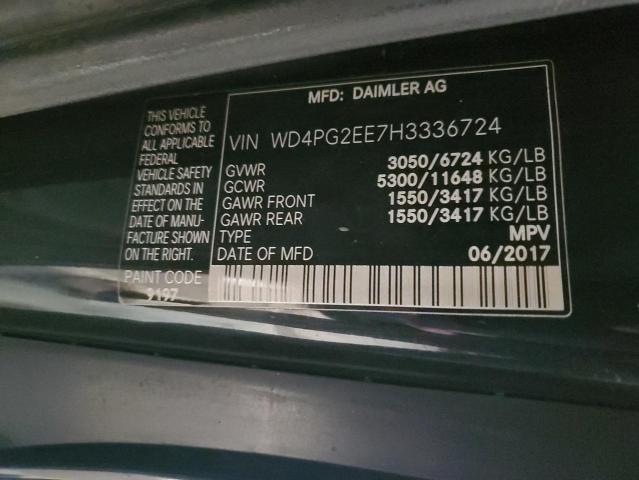 MFD: DAIMLER AG
THIS VEHICLE
CONFORMS TO
ALL APPLICABLE
FEDERAL
VEHICLE SAFETY
STANDARDS IN
EFFECT ON THE
DATE OF MANU-
FACTURE SHOWN
ON THE RIGHT.
PAINT CODE
9197
VIN WD4PG2EE7H3336724
GVWR 3050/6724 KG/LB
GCWR 5300/11648 KG/LB
GAWR FRONT 1550/3417 KG/LB
GAWR REAR 1550/3417 KG/LB
TYPE MPV
DATE OF MFD 06/2017